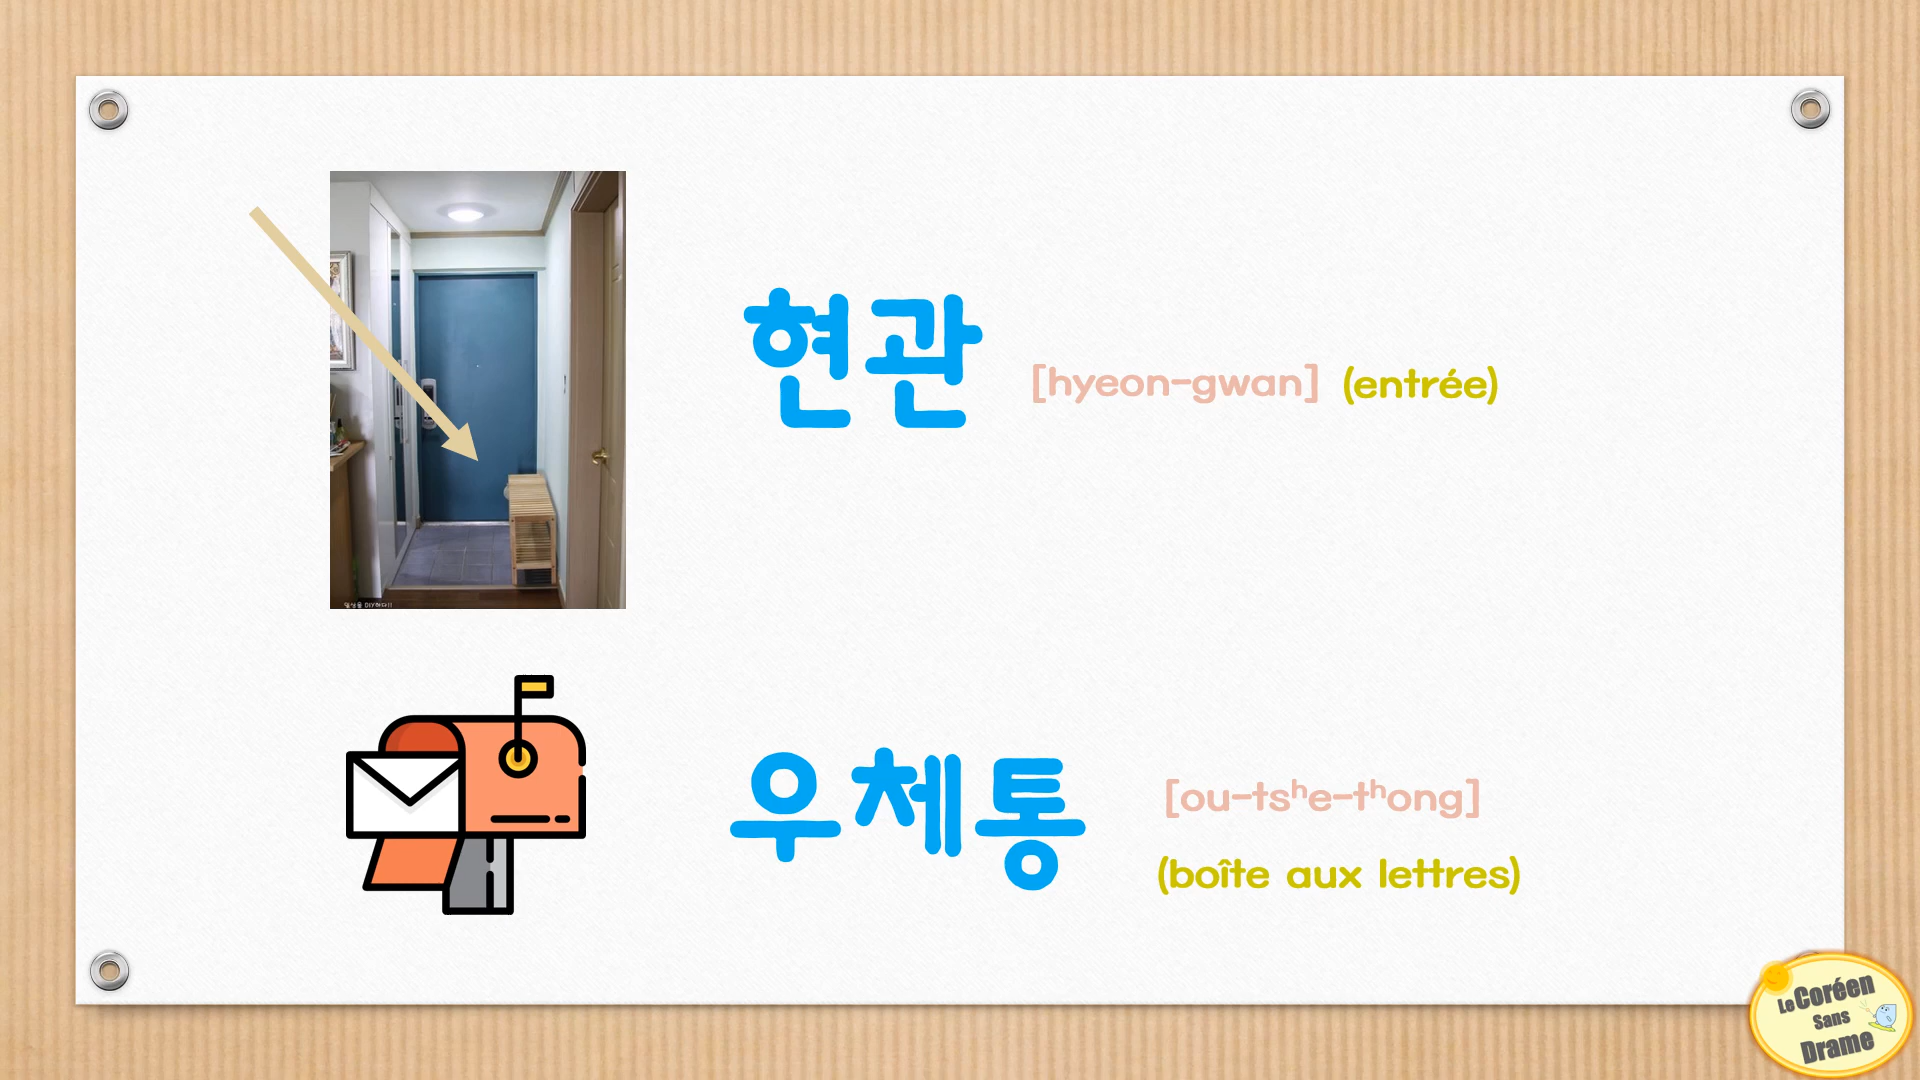 현관 [hyeon-gwan] (entrée)
우체통 [ou-tsʰe-tʰong]
(boîte aux lettres)
Le Coréen
Sans
Drame